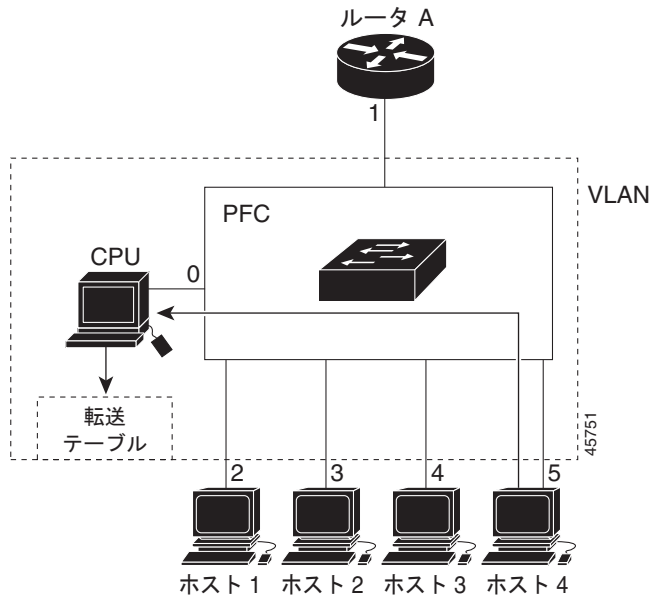 ルータ A
1
VLAN
PFC
CPU
0
転送
テーブル
45751
2
3
4
5
ホスト 1
ホスト 2
ホスト 3
ホスト 4